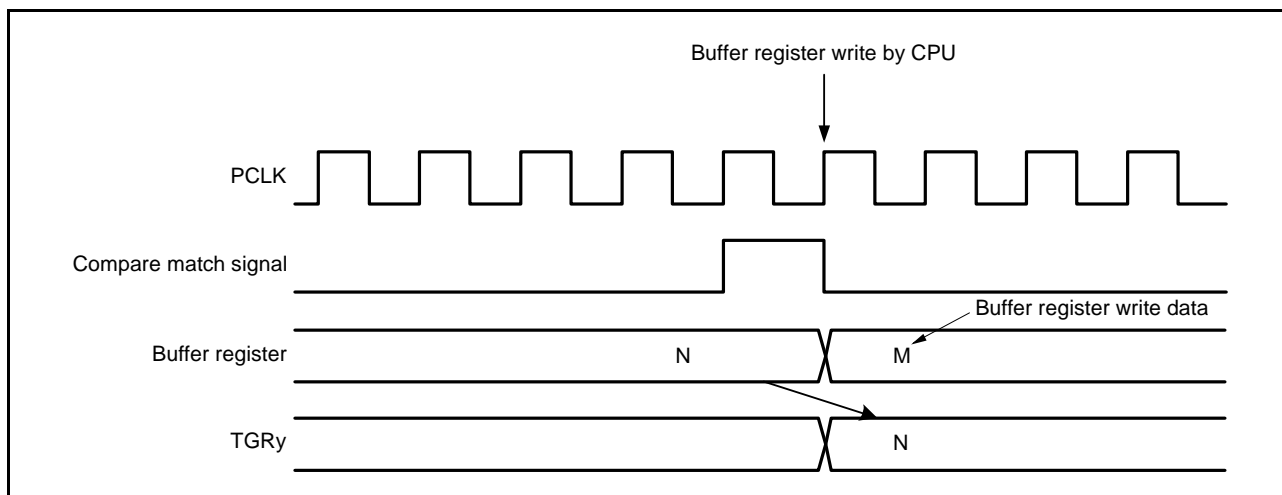 Buffer register write by CPU
PCLK
Compare match signal
Buffer register write data
Buffer register
N
M
TGRy
N